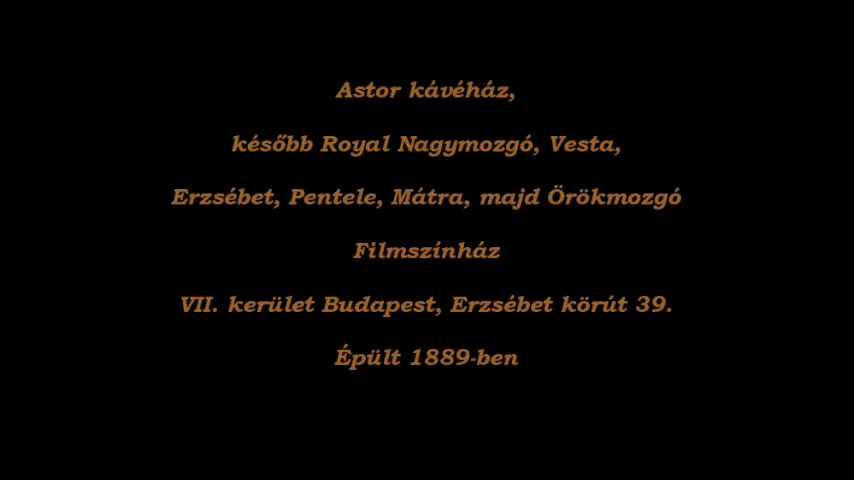 Astor kávéház,
később Royal Nagymozgó, Vesta,
Erzsébet, Pentele, Mátra, majd Örökmozgó
Filmszínház
VII. kerület Budapest, Erzsébet körút 39.
Épült 1889-ben